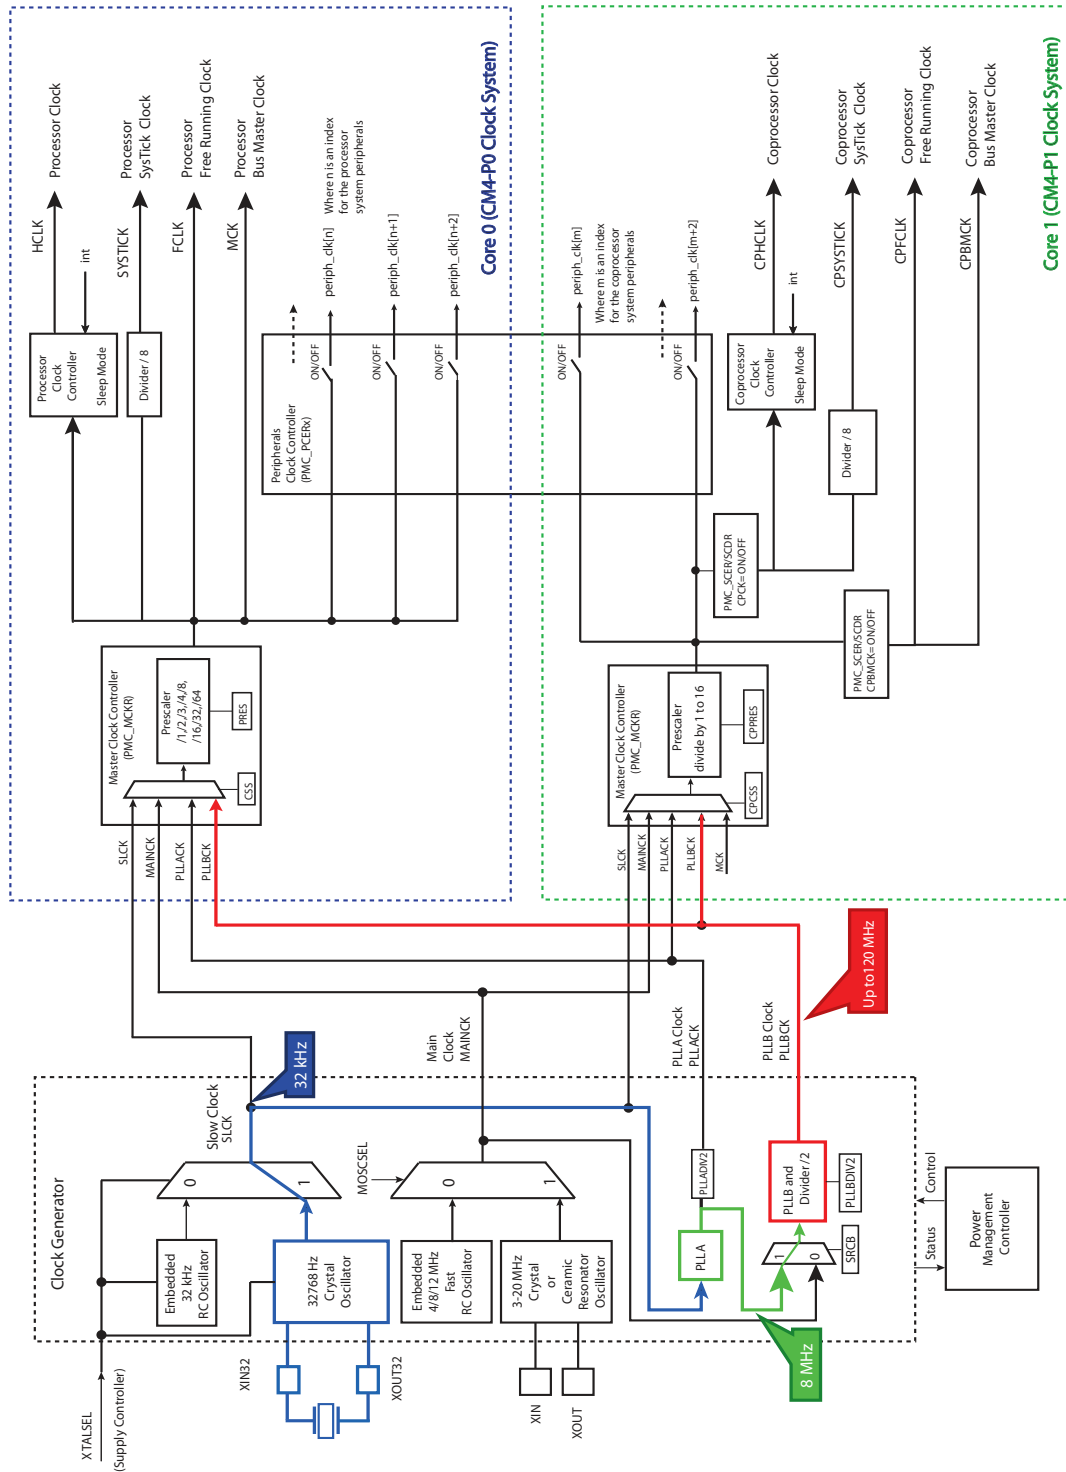 Core 0 (CM4-P0 Clock System)
Core 1 (CM4-P1 Clock System)
HCLK
Processor Clock
int
Processor
Clock
Controller
Sleep Mode
SYSTICK
Processor
SysTick Clock
Divider / 8
FCLK
Processor
Free Running Clock
MCK
Processor
Bus Master Clock
Peripherals
Clock Controller
(PMC_PCERx)
ON/OFF
periph_clk[n]
Where n is an index
for the processor
system peripherals
ON/OFF
periph_clk[n+1]
ON/OFF
periph_clk[n+2]
ON/OFF
periph_clk[m]
Where m is an index
for the coprocessor
system peripherals
ON/OFF
periph_clk[m+2]
CPHCLK
Coprocessor Clock
int
Coprocessor
Clock
Controller
Sleep Mode
CPSYSTICK
Coprocessor
SysTick Clock
Divider / 8
CPFCLK
Coprocessor
Free Running Clock
CPBMCK
Coprocessor
Bus Master Clock
PMC_SCER/SCDR
CPCK=ON/OFF
PMC_SCER/SCDR
CPBMCK=ON/OFF
Master Clock Controller
(PMC_MCKR)
Prescaler
/1,/2,/3,/4,/8,
/16,/32,/64
PRES
CSS
SLCK
MAINCK
PLLACK
PLLBCK
Master Clock Controller
(PMC_MCKR)
Prescaler
divide by 1 to 16
CPPRES
CPCSS
SLCK
MAINCK
PLLACK
PLLBCK
MCK
Clock Generator
Slow Clock
SLCK
32 kHz
Main
Clock
MAINCK
PLLA Clock
PLLACK
PLLB Clock
PLLBCK
Up to120 MHz
0
1
MOSCSEL
0
1
Embedded
32 kHz
RC Oscillator
32768 Hz
Crystal
Oscillator
Embedded
4/8/12 MHz
Fast
RC Oscillator
3-20 MHz
Crystal
or
Ceramic
Resonator
Oscillator
PLLA
PLLADIV2
PLLB and
Divider /2
PLLBDIV2
1
0
SRCB
8 MHz
Status
Control
Power
Management
Controller
XTALSEL
(Supply Controller)
XIN32
XOUT32
XIN
XOUT